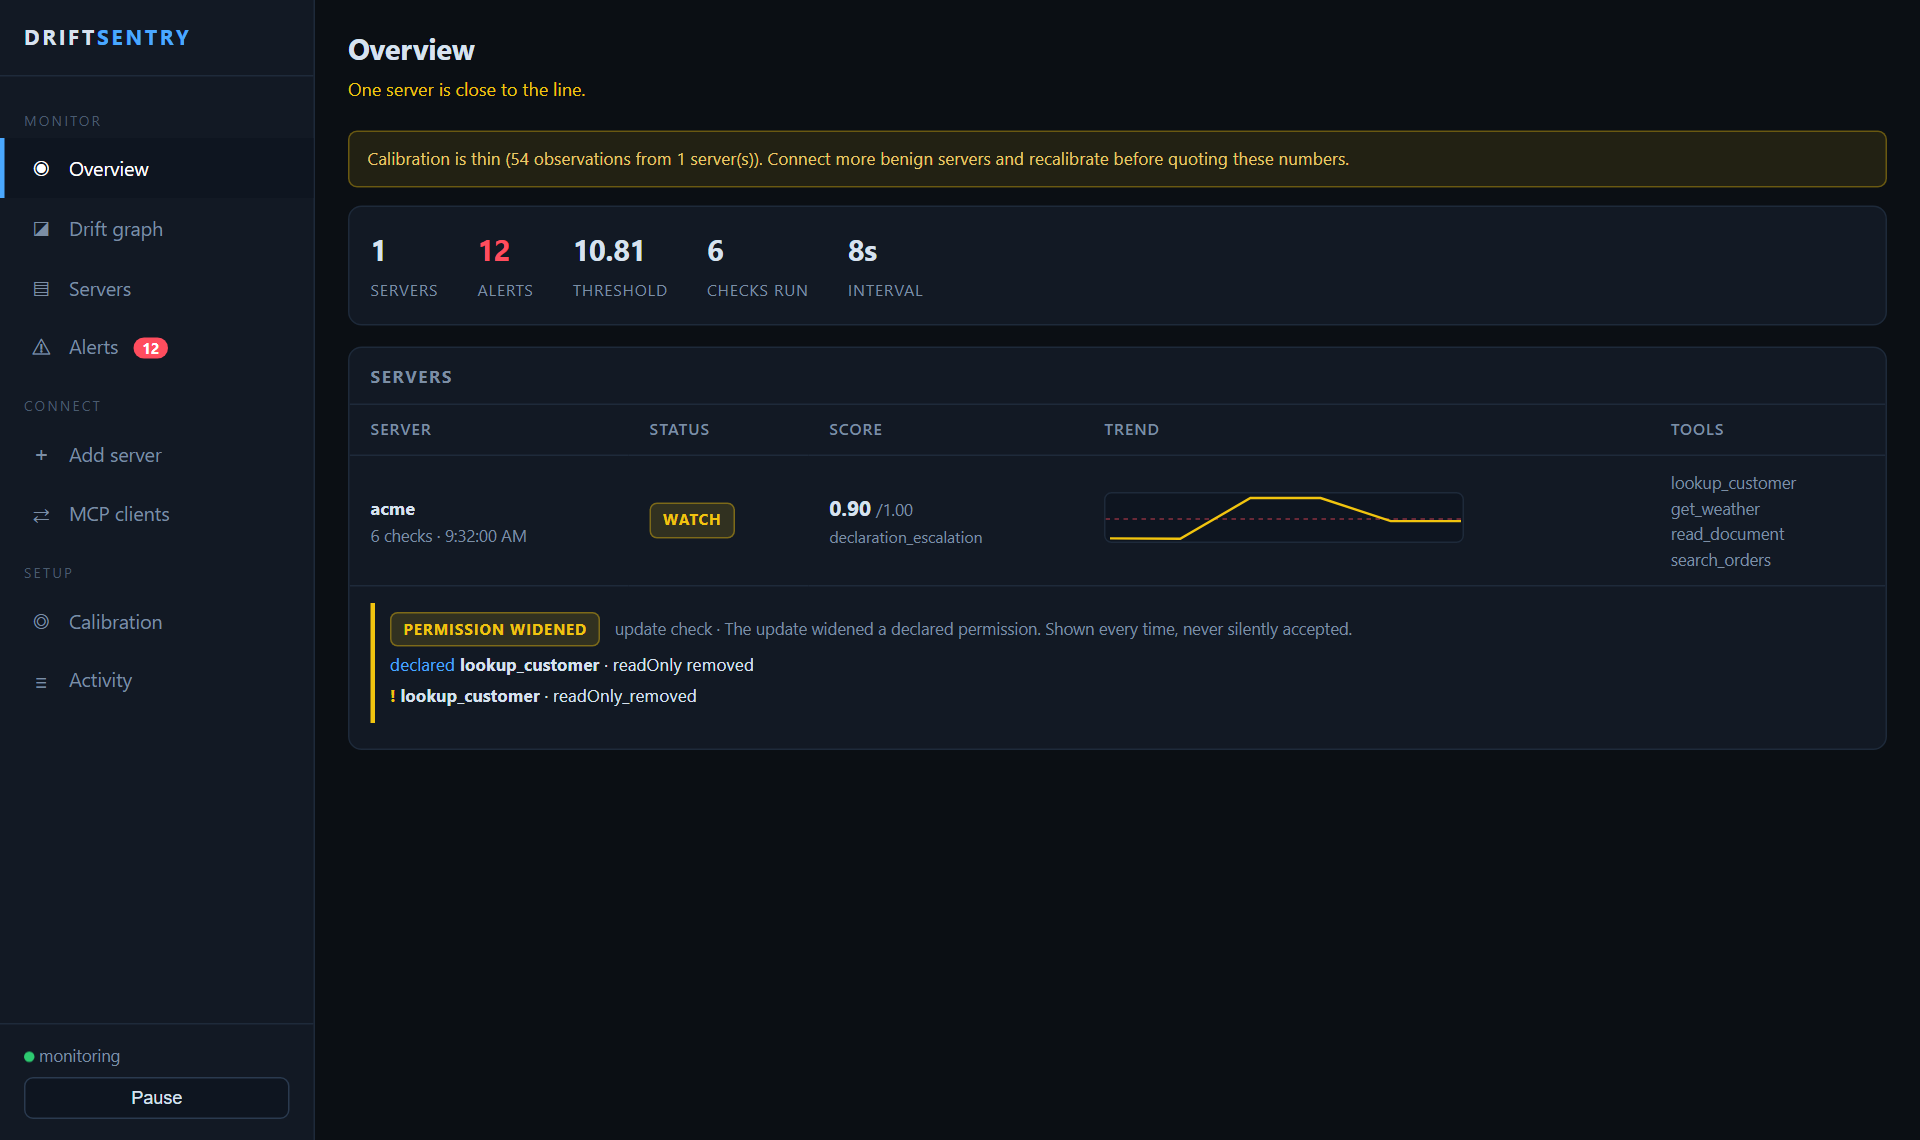 DRIFTSENTRY
MONITOR
Overview
Drift graph
Servers
Alerts 12
CONNECT
+ Add server
MCP clients
SETUP
Calibration
Activity
monitoring
Pause
Overview
One server is close to the line.
Calibration is thin (54 observations from 1 server(s)). Connect more benign servers and recalibrate before quoting these numbers.
1 12 10.81 6 8s
SERVERS ALERTS THRESHOLD CHECKS RUN INTERVAL
SERVERS
SERVER STATUS SCORE TREND TOOLS
acme
6 checks · 9:32:00 AM
WATCH
0.90 /1.00
declaration_escalation
lookup_customer
get_weather
read_document
search_orders
PERMISSION WIDENED update check · The update widened a declared permission. Shown every time, never silently accepted.
declared lookup_customer · readOnly removed
! lookup_customer · readOnly_removed